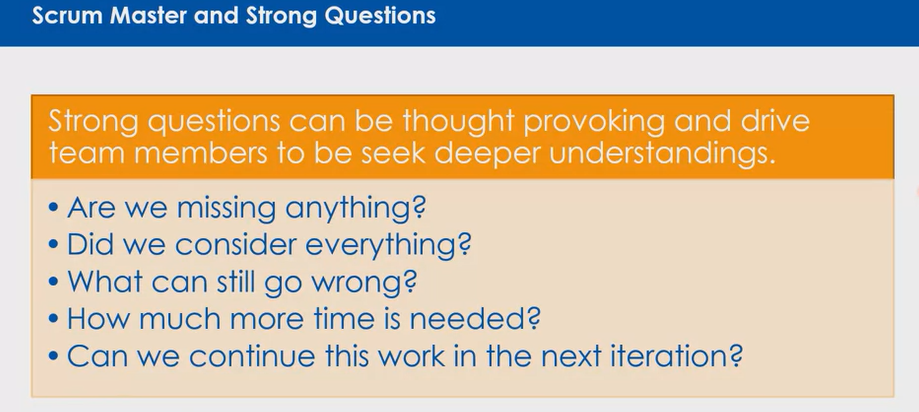 Scrum Master and Strong Questions
Strong questions can be thought provoking and drive
team members to be seek deeper understandings.
• Are we missing anything?
• Did we consider everything?
• What can still go wrong?
• How much more time is needed?
• Can we continue this work in the next iteration?